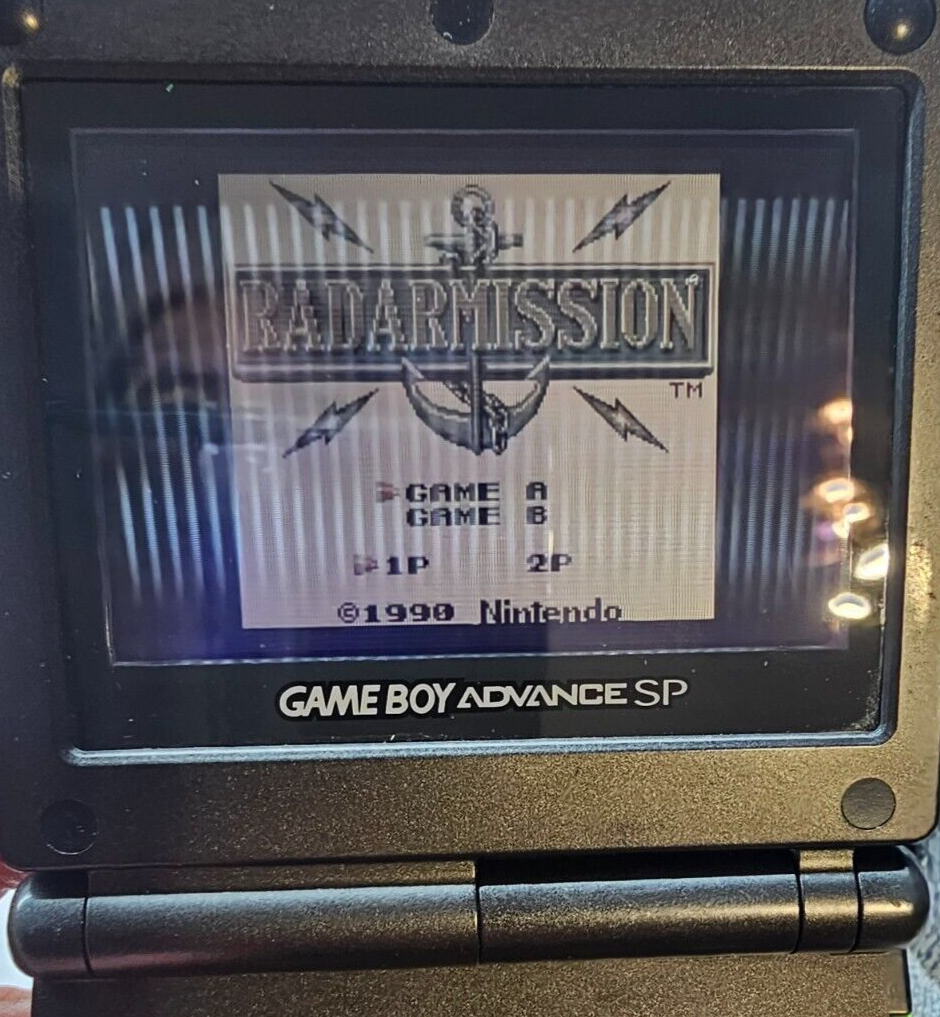 RADARMISSION
TM
GAME A
GAME B
1P 2P
©1990 Nintendo
GAME BOY ADVANCE SP